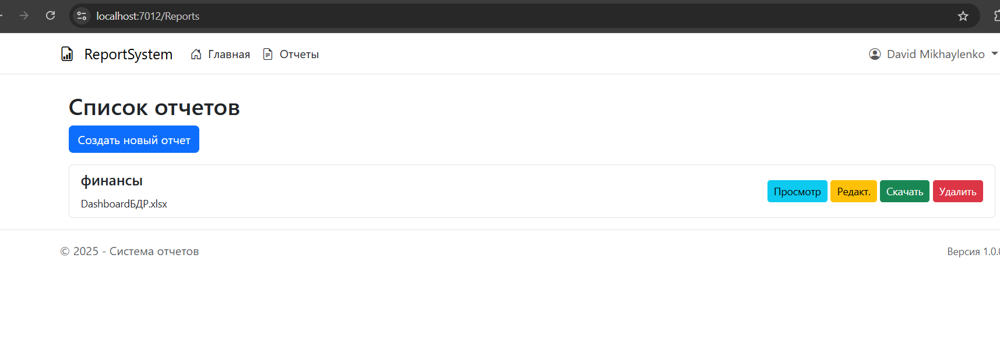 localhost:7012/Reports
ReportSystem Главная Отчеты David Mikhaylenko
Список отчетов
Создать новый отчет
финансы
DashboardБДР.xlsx
Просмотр Редакт. Скачать Удалить
© 2025 - Система отчетов
Версия 1.0.